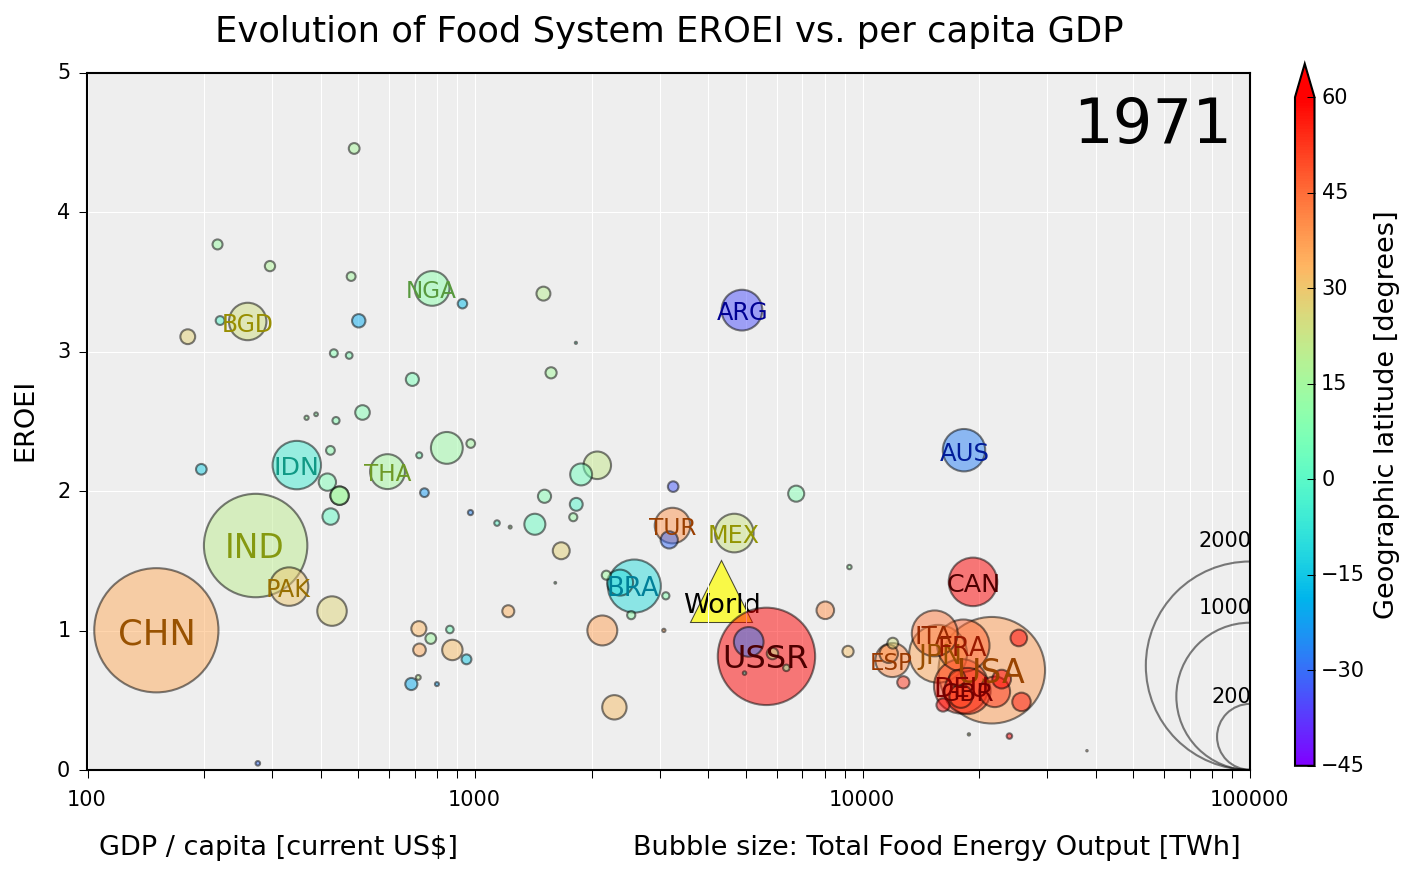 Evolution of Food System EROEI vs. per capita GDP
1971
5
4
3
2
1
0
EROEI
NGA
ARG
BGD
IDN
THA
AUS
IND
TUR
MEX
PAK
BRA
CAN
World
CHN
USSR
ITA
FRA
JPN
ESP
USA
DEU
GBR
2000
1000
200
100
1000
10000
100000
GDP / capita [current US$]
Bubble size: Total Food Energy Output [TWh]
60
45
30
15
0
−15
−30
−45
Geographic latitude [degrees]